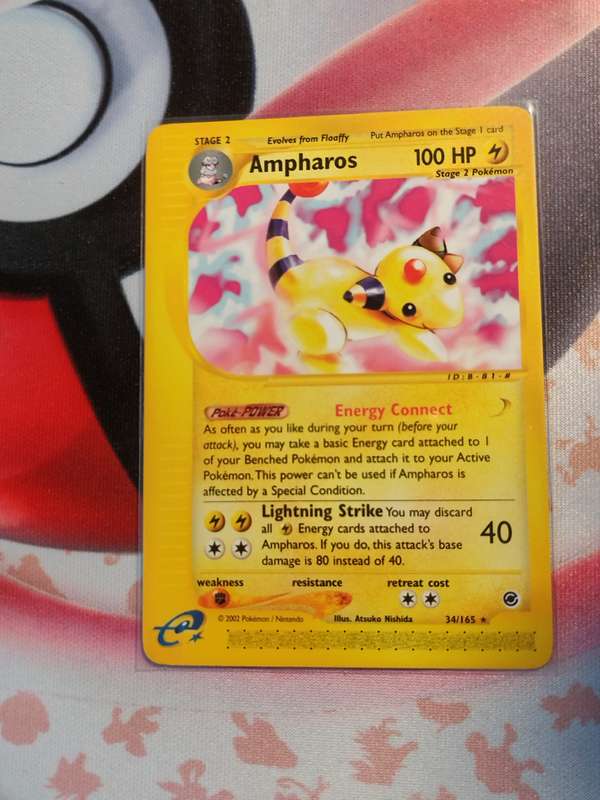 STAGE 2 Evolves from Flaaffy Put Ampharos on the Stage 1 card
Ampharos 100 HP
Stage 2 Pokémon
ID:B-01-#
Poké-POWER Energy Connect
As often as you like during your turn (before your
attack), you may take a basic Energy card attached to 1
of your Benched Pokémon and attach it to your Active
Pokémon. This power can't be used if Ampharos is
affected by a Special Condition.
Lightning Strike You may discard
all Energy cards attached to
Ampharos. If you do, this attack's base
damage is 80 instead of 40.
40
weakness resistance retreat cost
© 2002 Pokémon / Nintendo Illus. Atsuko Nishida 34/165 ★
e